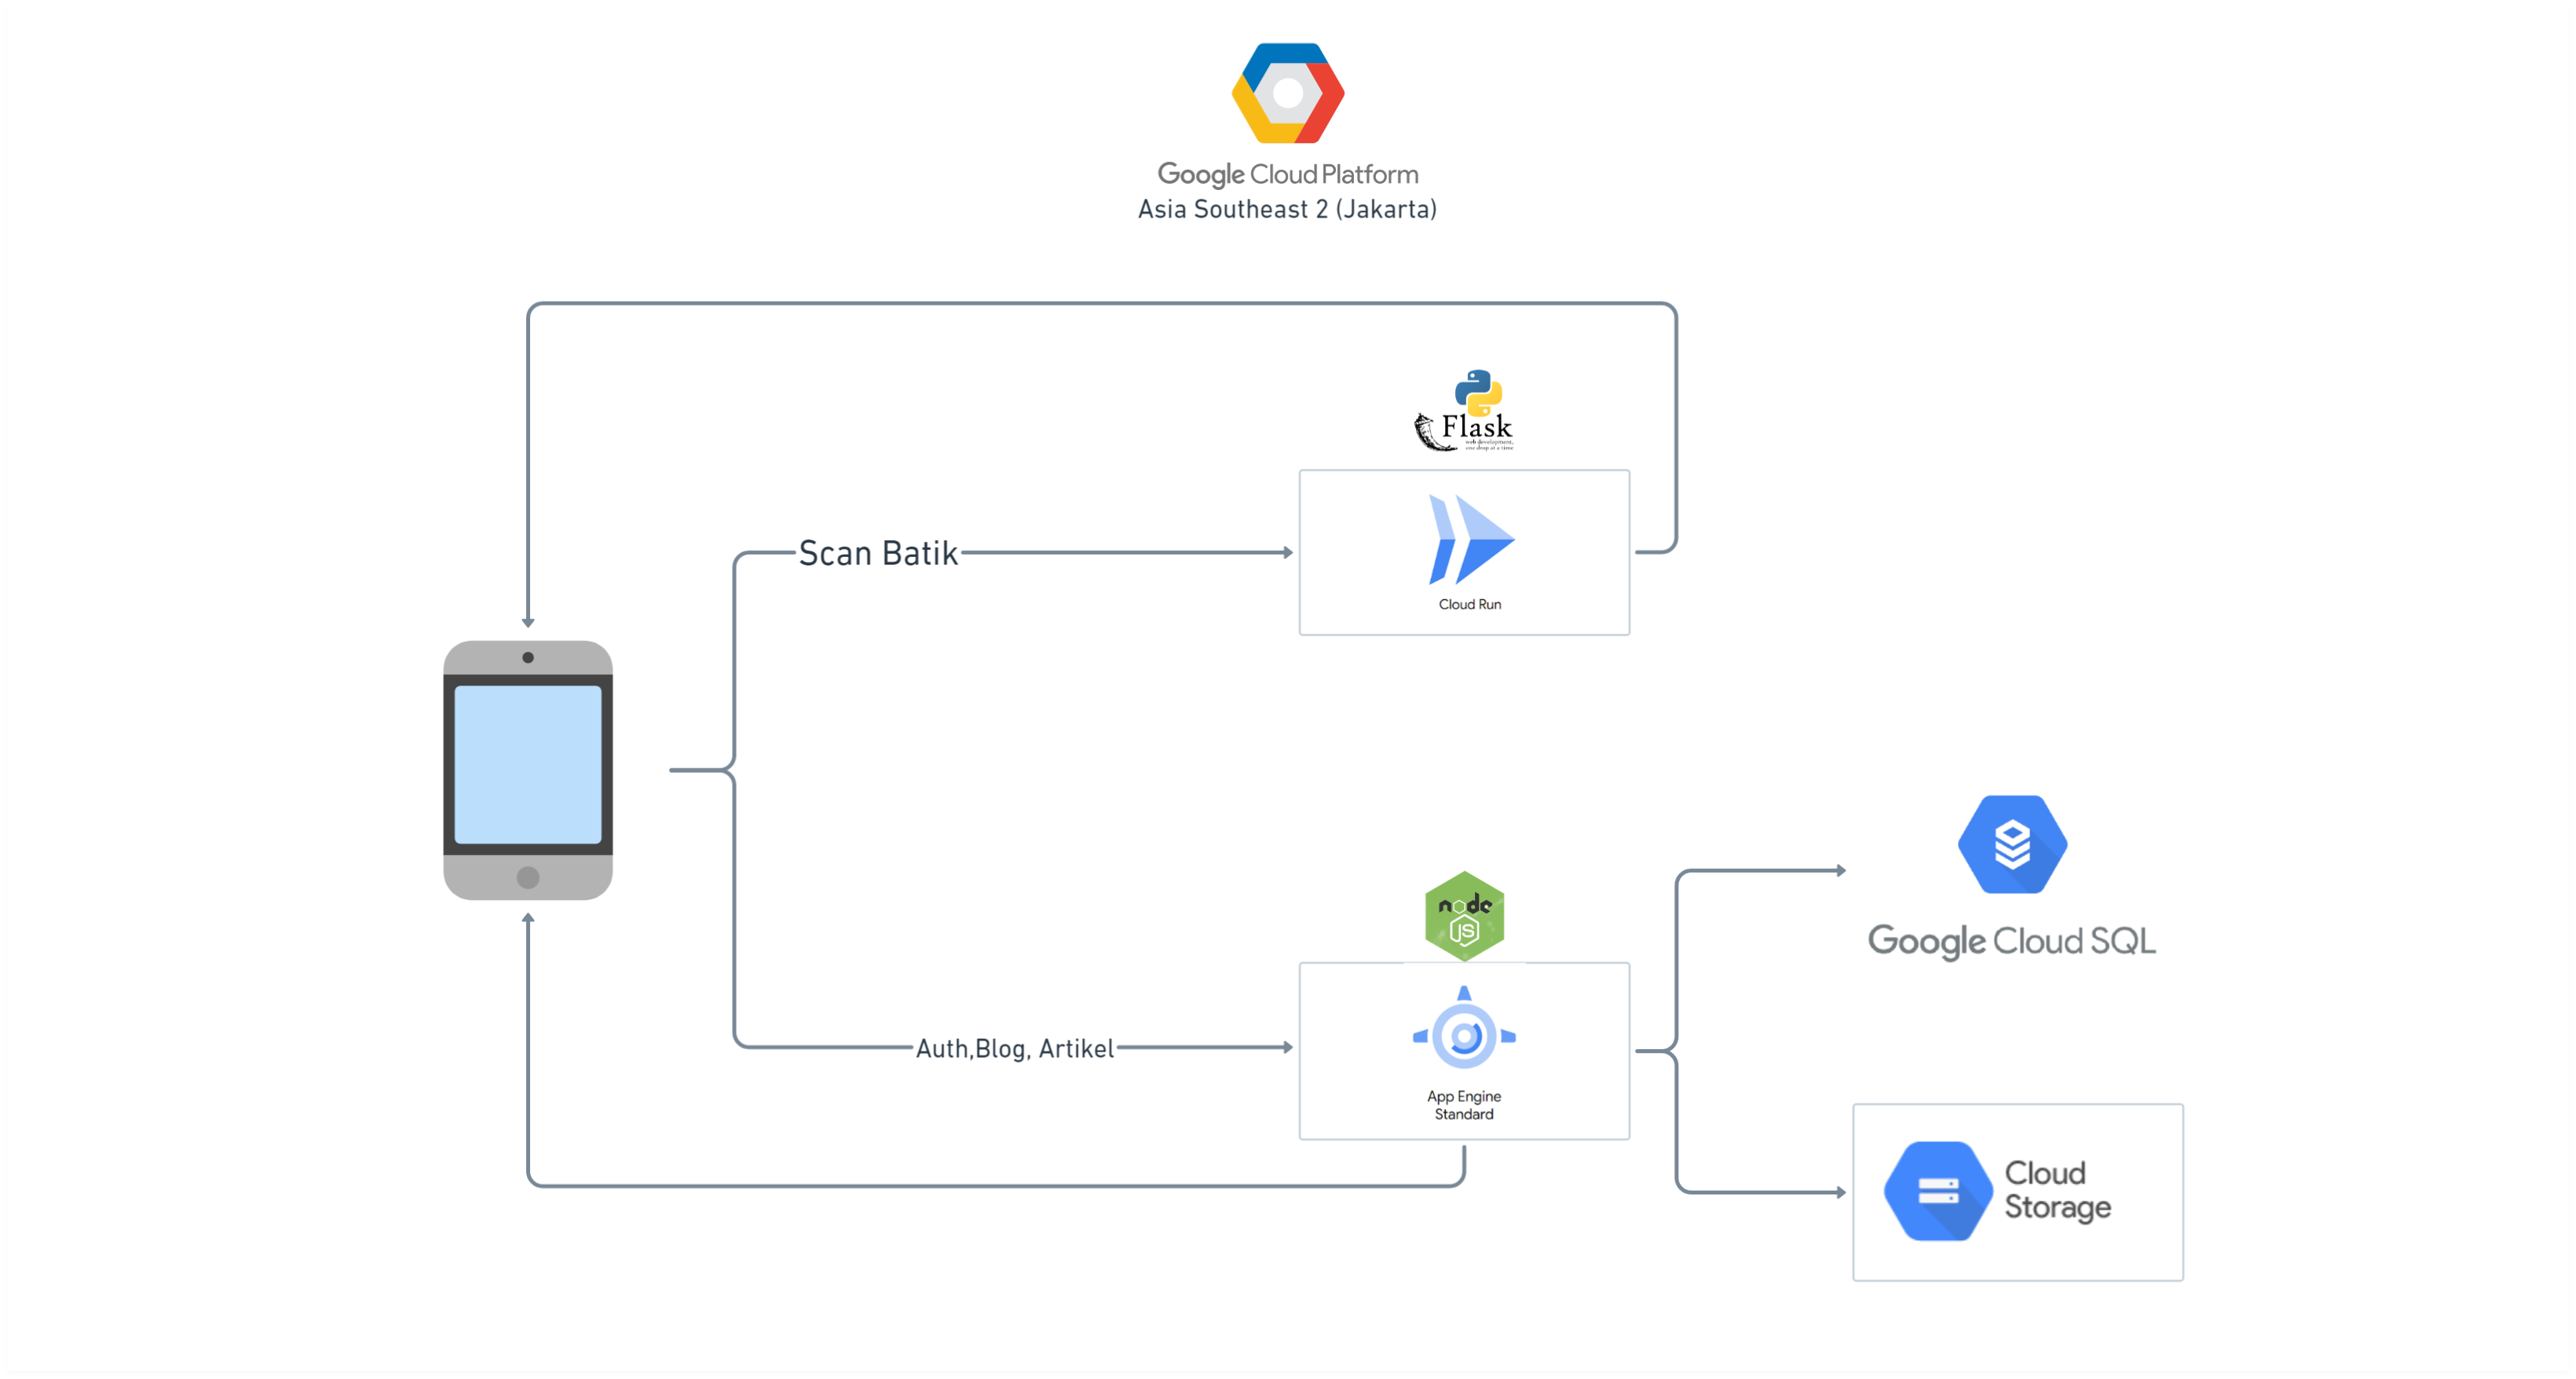 Google Cloud Platform
Asia Southeast 2 (Jakarta)
Flask
web development,
one drop at a time
Scan Batik
Cloud Run
node
JS
Google Cloud SQL
Auth,Blog, Artikel
App Engine
Standard
Cloud
Storage